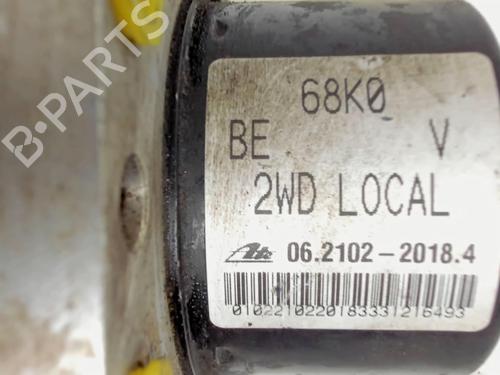 68K0
BE V
2WD LOCAL
Ate 06.2102-2018.4
0102210220183331216493
B-PARTS